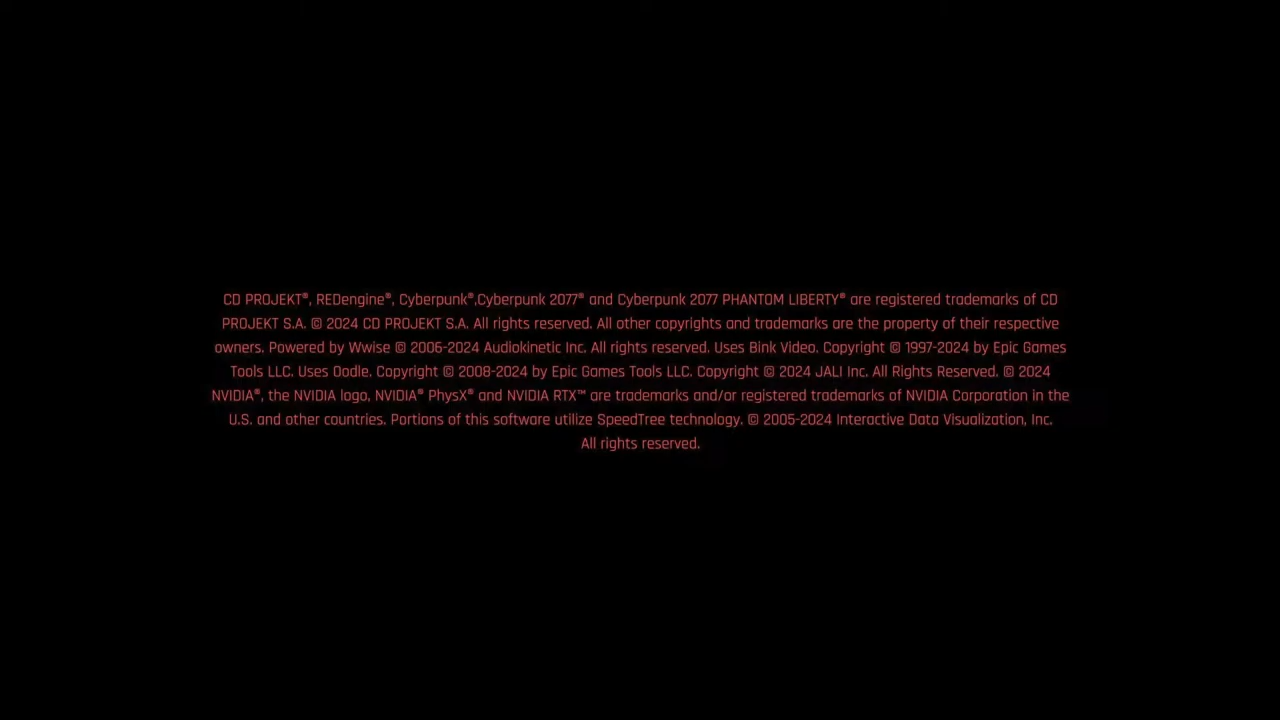 CD PROJEKT®, REDengine®, Cyberpunk®,Cyberpunk 2077® and Cyberpunk 2077 PHANTOM LIBERTY® are registered trademarks of CD
PROJEKT S.A. © 2024 CD PROJEKT S.A. All rights reserved. All other copyrights and trademarks are the property of their respective
owners. Powered by Wwise © 2006-2024 Audiokinetic Inc. All rights reserved. Uses Bink Video. Copyright © 1997-2024 by Epic Games
Tools LLC. Uses Oodle. Copyright © 2008-2024 by Epic Games Tools LLC. Copyright © 2024 JALI Inc. All Rights Reserved. © 2024
NVIDIA®, the NVIDIA logo, NVIDIA® PhysX® and NVIDIA RTX™ are trademarks and/or registered trademarks of NVIDIA Corporation in the
U.S. and other countries. Portions of this software utilize SpeedTree technology. © 2005-2024 Interactive Data Visualization, Inc.
All rights reserved.